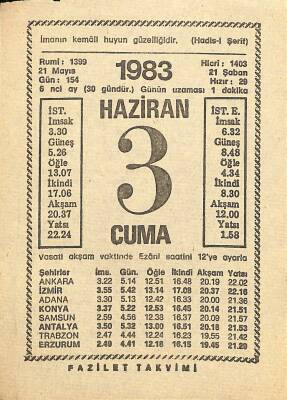 İmanın kemâli huyun güzelliğidir. (Hadis-i Şerif)
Rumi : 1399
21 Mayıs
Gün : 154
1983
Hicri : 1403
21 Şaban
Hızır : 29
6 ncı ay (30 gündür.) Günün uzaması 1 dakika
İST.
İmsak
3.30
Güneş
5.26
Öğle
13.07
İkindi
17.06
Akşam
20.37
Yatsı
22.24
HAZİRAN
3
CUMA
İST. E.
İmsak
6.32
Güneş
8.48
Öğle
4.34
İkindi
8.30
Akşam
12.00
Yatsı
1.58
Vasati akşam vaktinde Ezâni saatini 12'ye ayarla
Şehirler İms. Gün. Öğle İkindi Akşam Yatsı
ANKARA 3.22 5.14 12.51 16.48 20.19 22.02
İZMİR 3.55 5.42 13.14 17.08 20.37 22.16
ADANA 3.30 5.13 12.42 16.33 20.00 21.36
KONYA 3.37 5.22 12.53 16.45 20.14 21.51
SAMSUN 2.59 4.56 12.38 16.37 20.09 21.57
ANTALYA 3.50 5.32 13.00 16.51 20.18 21.53
TRABZON 2.47 4.44 12.24 16.23 19.55 21.42
ERZURUM 2.49 4.41 12.18 16.15 19.45 21.29
FAZİLET TAKVİMİ